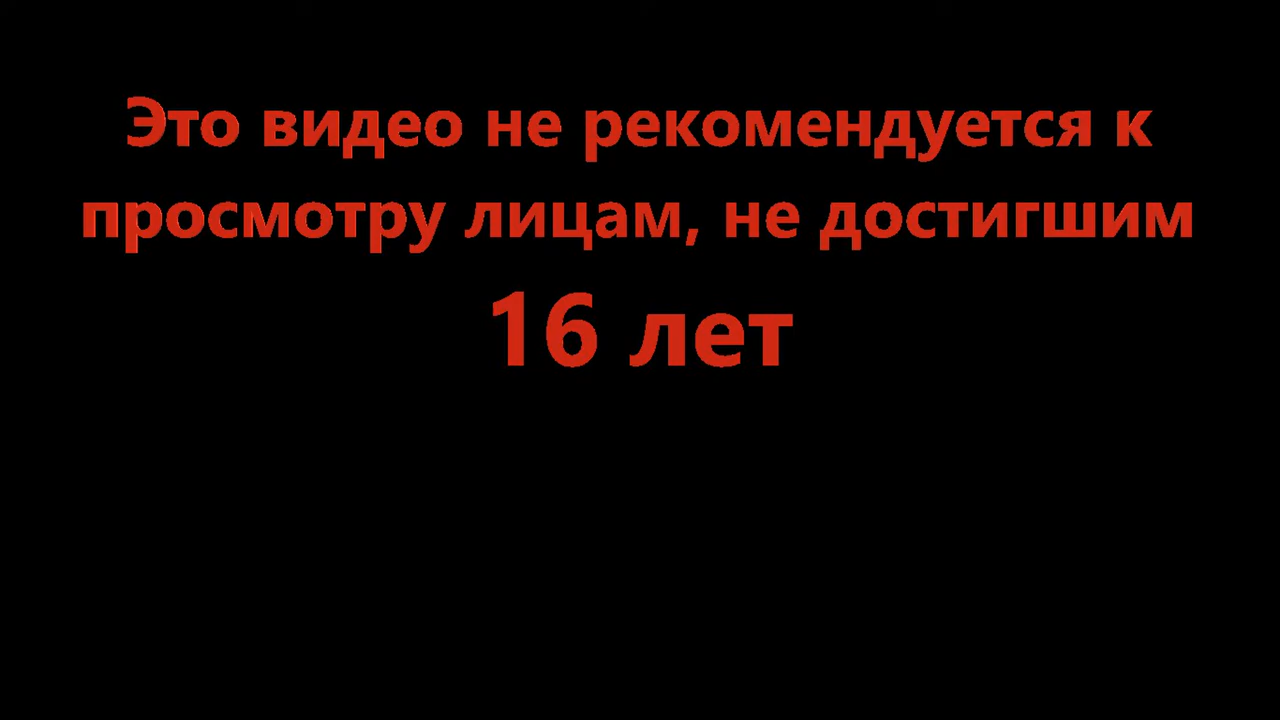 Это видео не рекомендуется к
просмотру лицам, не достигшим
16 лет